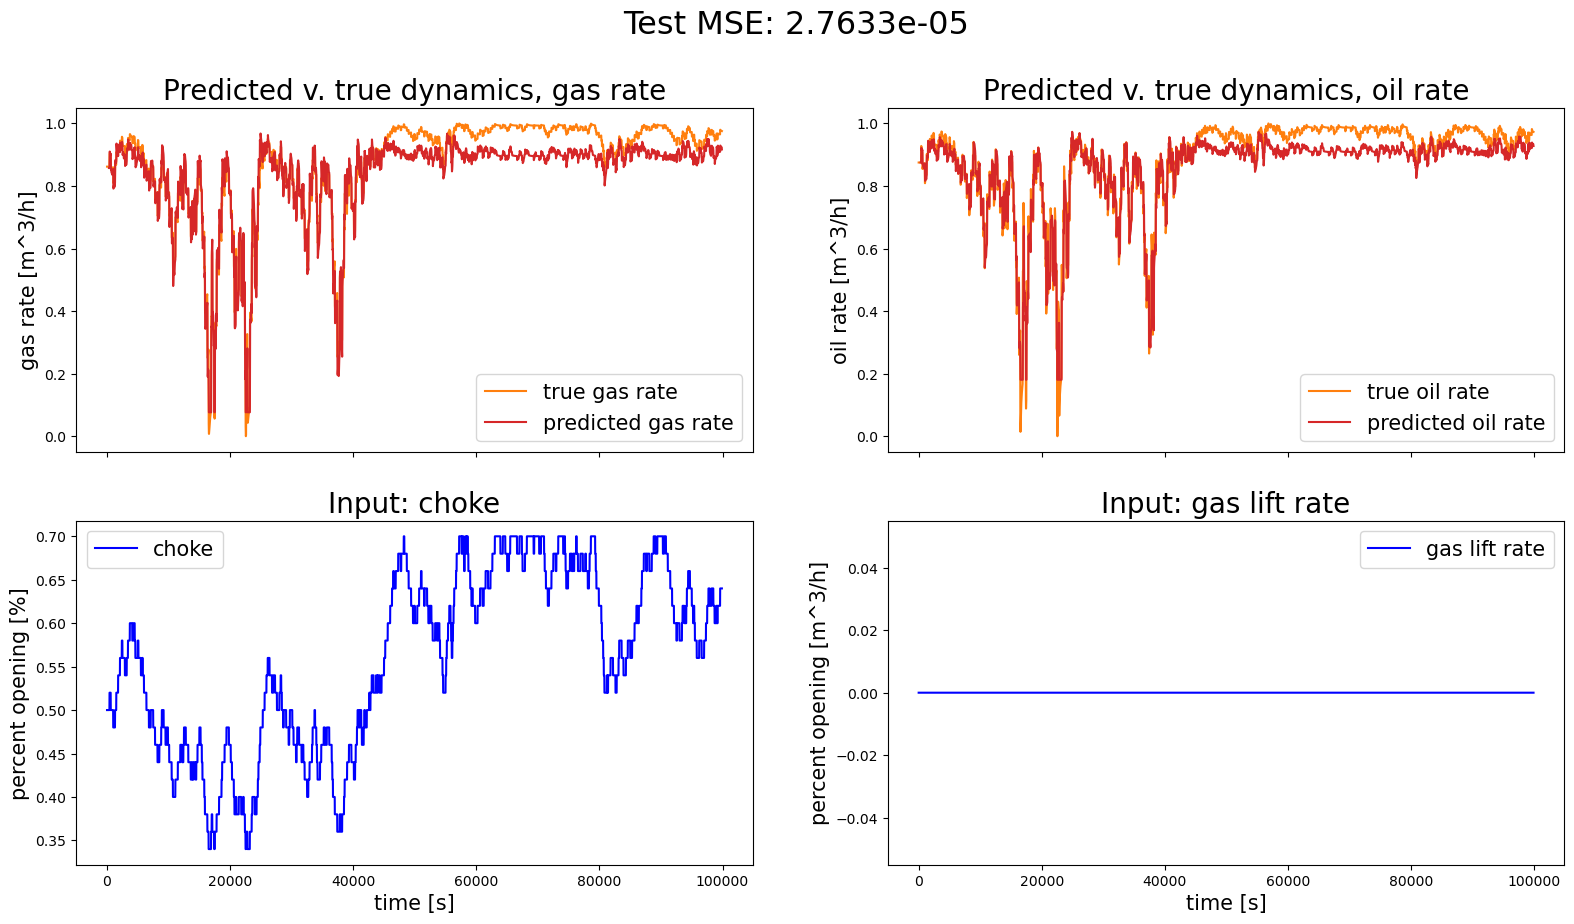 Test MSE: 2.7633e-05
Predicted v. true dynamics, gas rate
gas rate [m^3/h]
1.0
0.8
0.6
0.4
0.2
0.0
true gas rate
predicted gas rate
Predicted v. true dynamics, oil rate
oil rate [m^3/h]
1.0
0.8
0.6
0.4
0.2
0.0
true oil rate
predicted oil rate
Input: choke
percent opening [%]
0.70
0.65
0.60
0.55
0.50
0.45
0.40
0.35
choke
0
20000
40000
60000
80000
100000
time [s]
Input: gas lift rate
percent opening [m^3/h]
0.04
0.02
0.00
−0.02
−0.04
gas lift rate
0
20000
40000
60000
80000
100000
time [s]